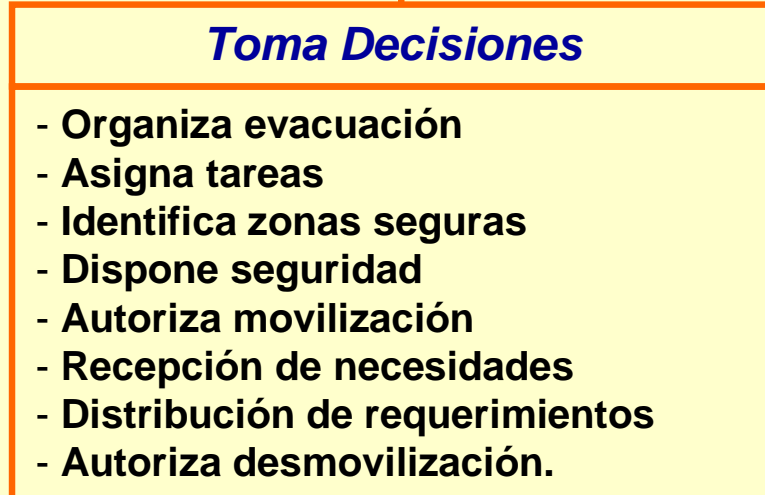 Toma Decisiones
- Organiza evacuación
- Asigna tareas
- Identifica zonas seguras
- Dispone seguridad
- Autoriza movilización
- Recepción de necesidades
- Distribución de requerimientos
- Autoriza desmovilización.